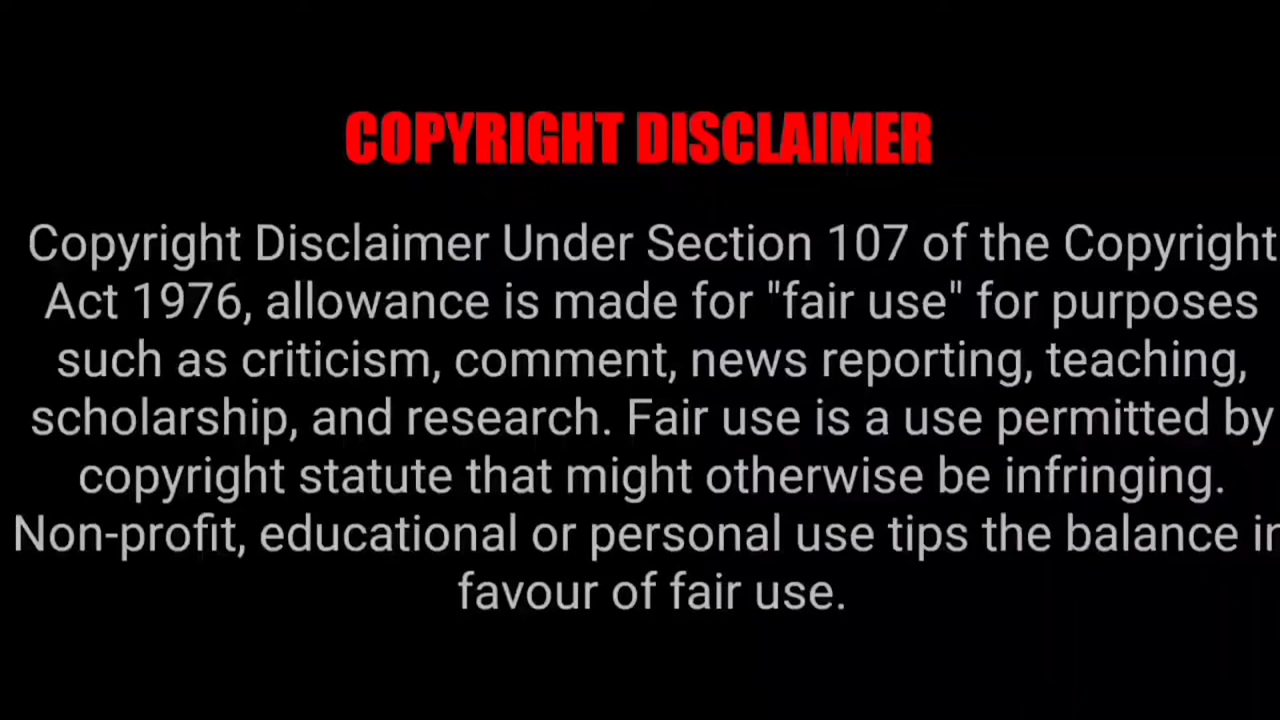 COPYRIGHT DISCLAIMER
Copyright Disclaimer Under Section 107 of the Copyright
Act 1976, allowance is made for "fair use" for purposes
such as criticism, comment, news reporting, teaching,
scholarship, and research. Fair use is a use permitted by
copyright statute that might otherwise be infringing.
Non-profit, educational or personal use tips the balance in
favour of fair use.